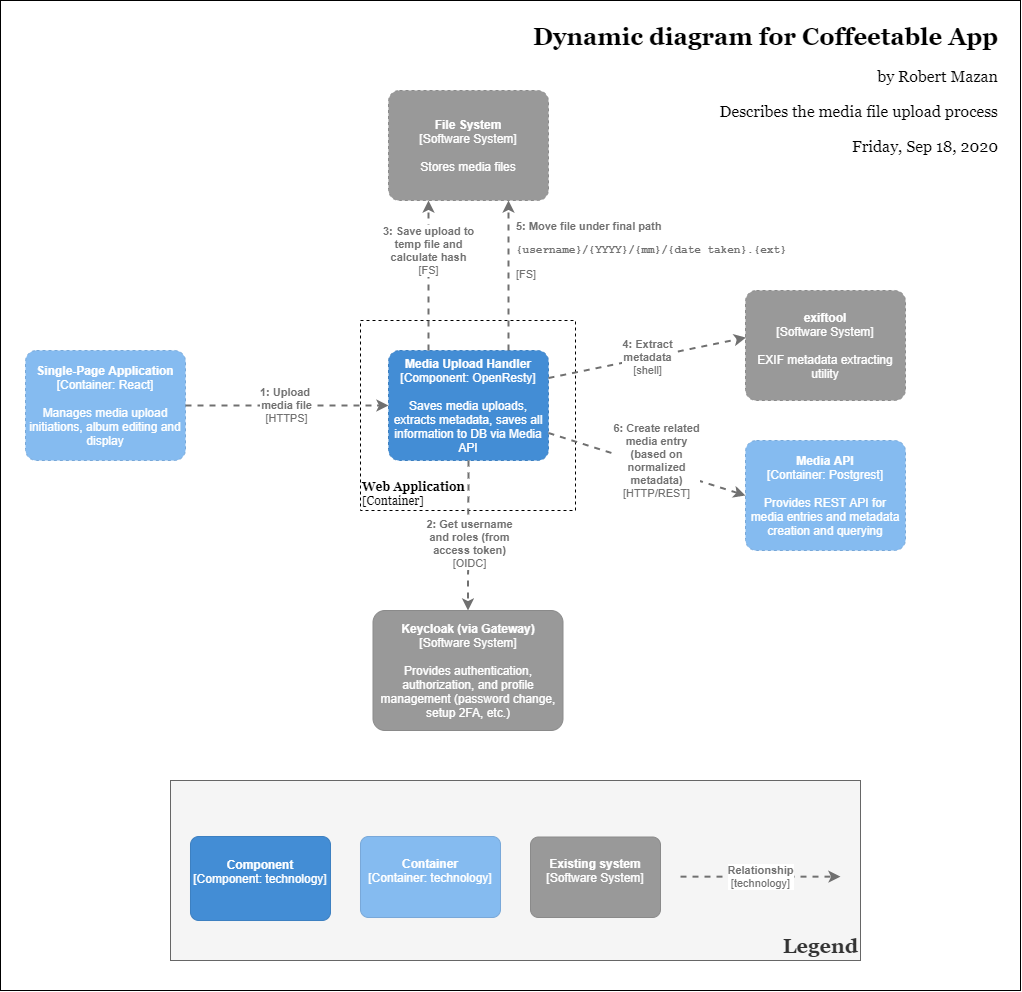 Dynamic diagram for Coffeetable App
by Robert Mazan
Describes the media file upload process
Friday, Sep 18, 2020
File System
[Software System]
Stores media files
3: Save upload to
temp file and
calculate hash
[FS]
5: Move file under final path
{username}/{YYYY}/{mm}/{date taken}.{ext}
[FS]
exiftool
[Software System]
EXIF metadata extracting
utility
4: Extract
metadata
[shell]
Single-Page Application
[Container: React]
Manages media upload
initiations, album editing and
display
1: Upload
media file
[HTTPS]
Media Upload Handler
[Component: OpenResty]
Saves media uploads,
extracts metadata, saves all
information to DB via Media
API
Web Application
[Container]
6: Create related
media entry
(based on
normalized
metadata)
[HTTP/REST]
Media API
[Container: Postgrest]
Provides REST API for
media entries and metadata
creation and querying
2: Get username
and roles (from
access token)
[OIDC]
Keycloak (via Gateway)
[Software System]
Provides authentication,
authorization, and profile
management (password change,
setup 2FA, etc.)
Component
[Component: technology]
Container
[Container: technology]
Existing system
[Software System]
Relationship
[technology]
Legend